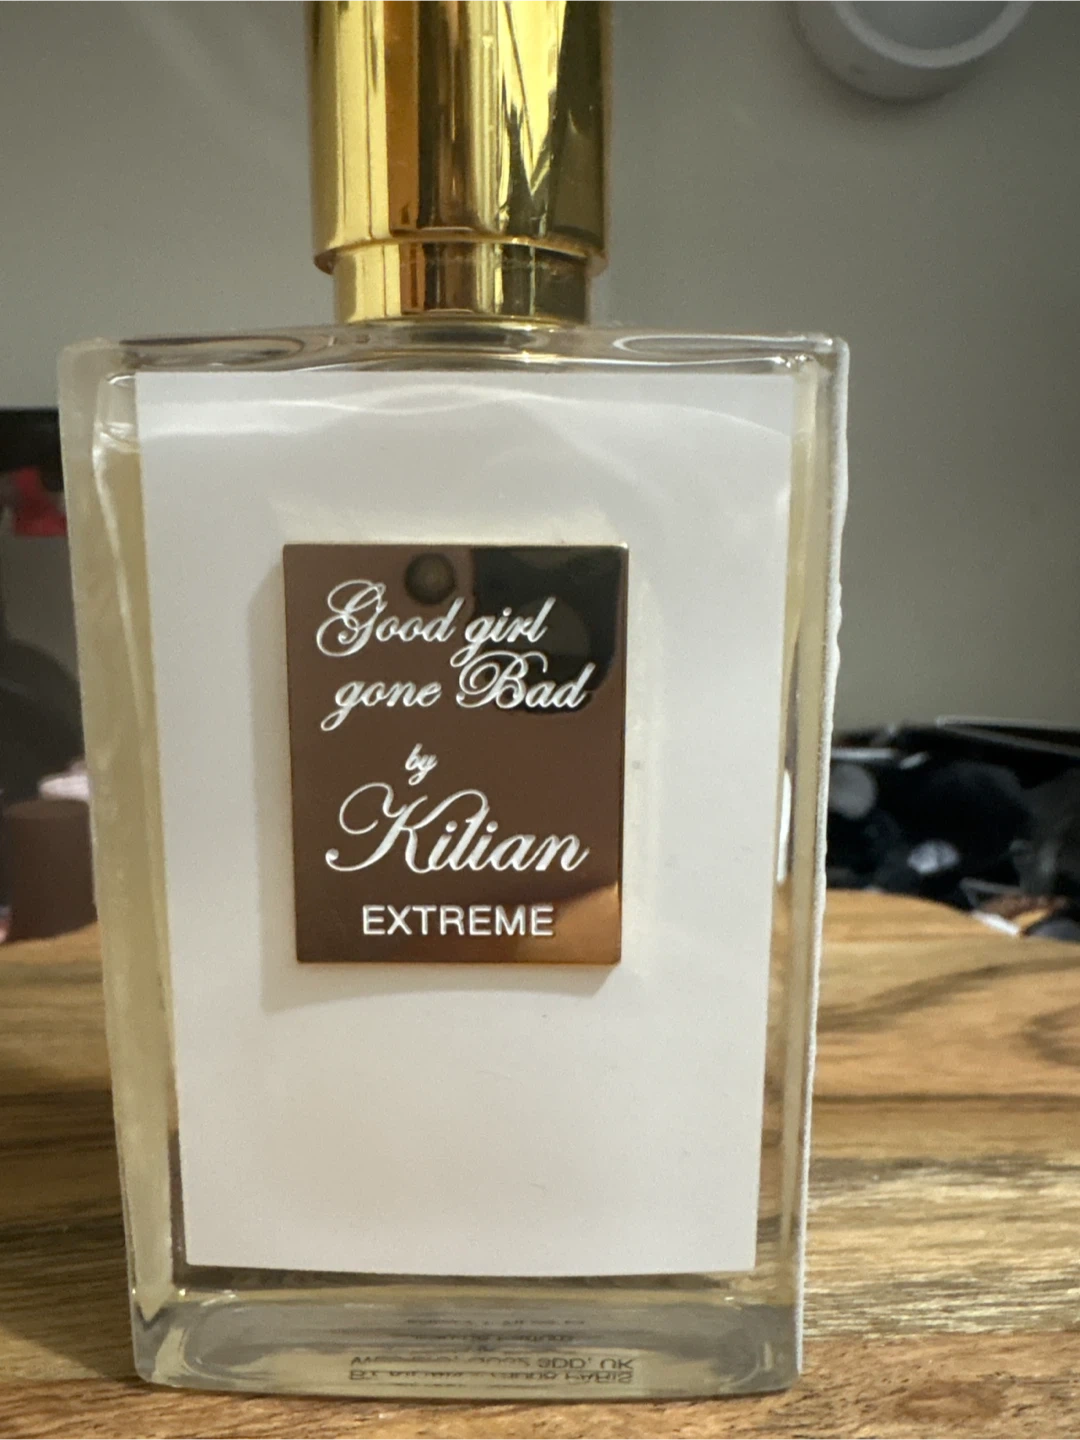 Good girl
gone Bad
by
Kilian
EXTREME